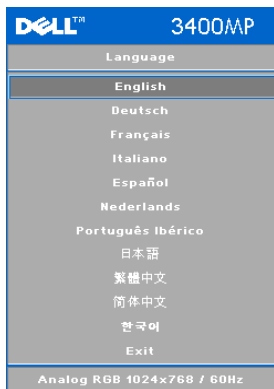 DELL™ 3400MP
Language
English
Deutsch
Français
Italiano
Español
Nederlands
Português Ibérico
日本語
繁體中文
简体中文
한국어
Exit
Analog RGB 1024x768 / 60Hz